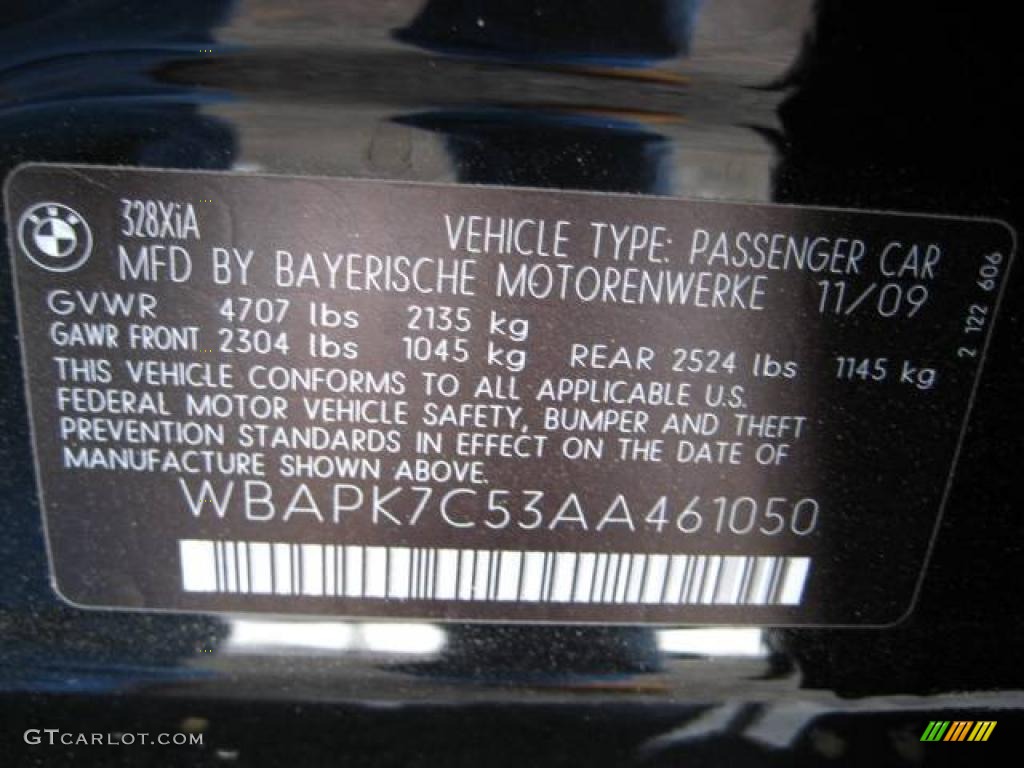 328XiA
VEHICLE TYPE: PASSENGER CAR
MFD BY BAYERISCHE MOTORENWERKE 11/09
GVWR 4707 lbs 2135 kg
GAWR FRONT 2304 lbs 1045 kg REAR 2524 lbs 1145 kg
THIS VEHICLE CONFORMS TO ALL APPLICABLE U.S.
FEDERAL MOTOR VEHICLE SAFETY, BUMPER AND THEFT
PREVENTION STANDARDS IN EFFECT ON THE DATE OF
MANUFACTURE SHOWN ABOVE.
WBAPK7C53AA461050
2 122 606
GTCARLOT.COM